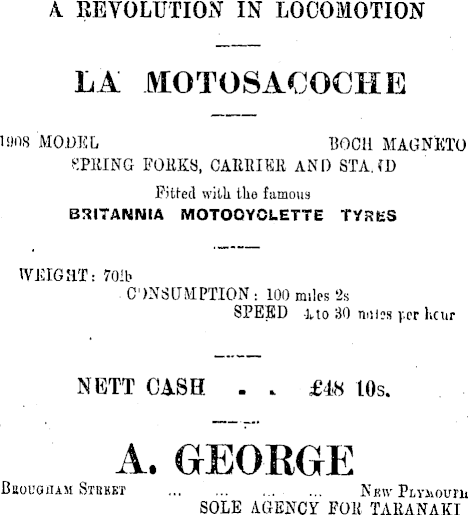 A REVOLUTION IN LOCOMOTION
LA MOTOSACOCHE
1908 MODEL BOCH MAGNETO
SPRING FORKS, CARRIER AND STAND
Fitted with the famous
BRITANNIA MOTOCYCLETTE TYRES
WEIGHT: 70lb
CONSUMPTION: 100 miles 2s
SPEED 4 to 30 miles per hour
NETT CASH . . £48 10s.
A. GEORGE
BROUGHAM STREET ... ... ... ... NEW PLYMOUTH
SOLE AGENCY FOR TARANAKI